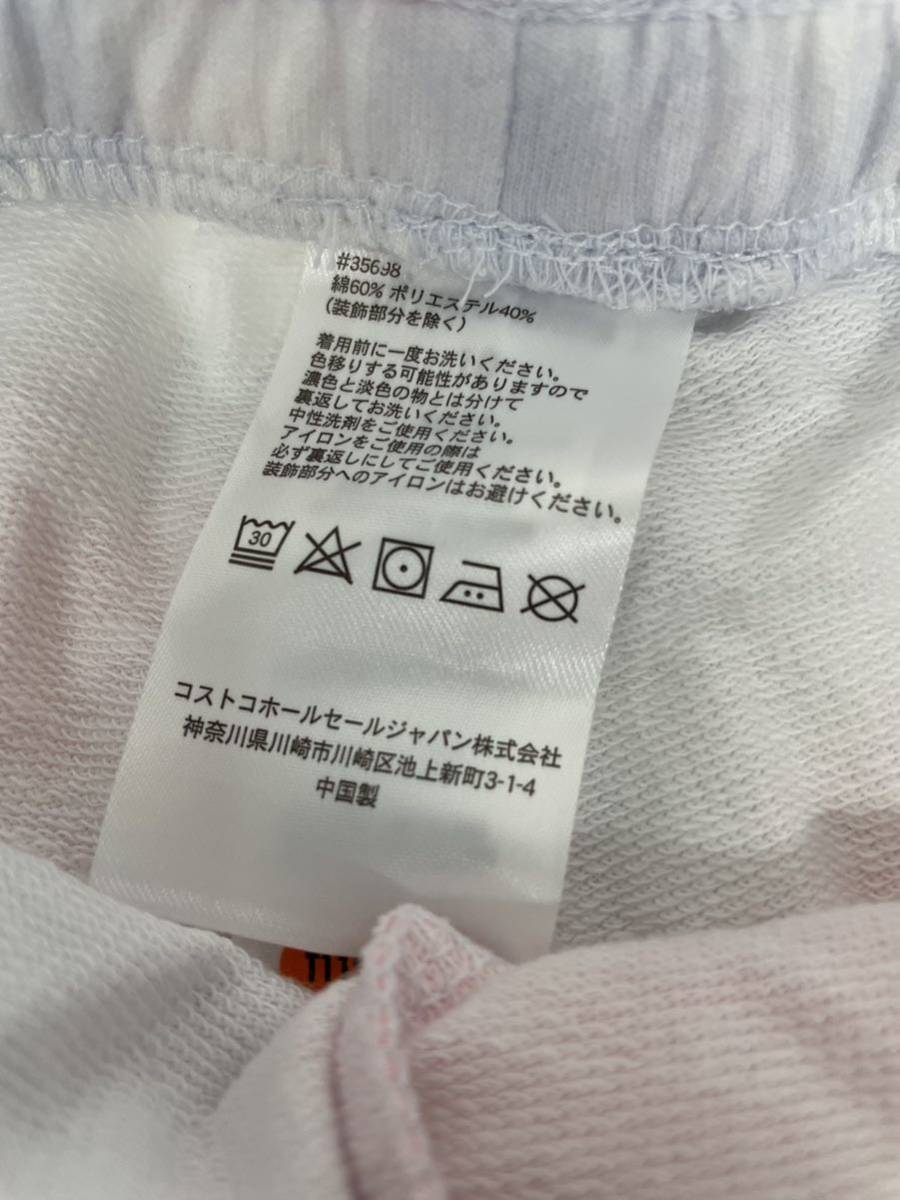 #35698
綿60% ポリエステル40%
(装飾部分を除く)
着用前に一度お洗いください。
色移りする可能性がありますので
濃色と淡色の物とは分けて
裏返してお洗いください。
中性洗剤をご使用ください。
アイロンをご使用の際は
必ず裏返しにしてご使用ください。
装飾部分へのアイロンはお避けください。
30
コストコホールセールジャパン株式会社
神奈川県川崎市川崎区池上新町3-1-4
中国製